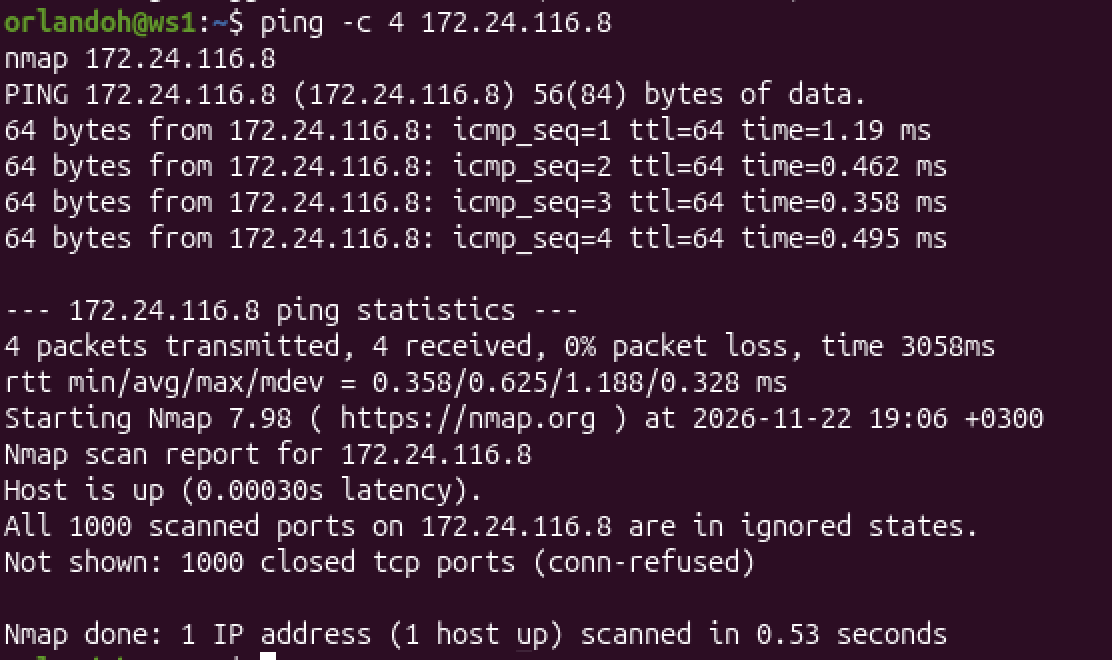 orlandoh@ws1:~$ ping -c 4 172.24.116.8
nmap 172.24.116.8
PING 172.24.116.8 (172.24.116.8) 56(84) bytes of data.
64 bytes from 172.24.116.8: icmp_seq=1 ttl=64 time=1.19 ms
64 bytes from 172.24.116.8: icmp_seq=2 ttl=64 time=0.462 ms
64 bytes from 172.24.116.8: icmp_seq=3 ttl=64 time=0.358 ms
64 bytes from 172.24.116.8: icmp_seq=4 ttl=64 time=0.495 ms

--- 172.24.116.8 ping statistics ---
4 packets transmitted, 4 received, 0% packet loss, time 3058ms
rtt min/avg/max/mdev = 0.358/0.625/1.188/0.328 ms
Starting Nmap 7.98 ( https://nmap.org ) at 2026-11-22 19:06 +0300
Nmap scan report for 172.24.116.8
Host is up (0.00030s latency).
All 1000 scanned ports on 172.24.116.8 are in ignored states.
Not shown: 1000 closed tcp ports (conn-refused)

Nmap done: 1 IP address (1 host up) scanned in 0.53 seconds